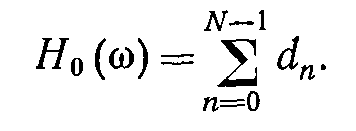 H₀ (ω) = ∑_{n=0}^{N—1} dₙ.